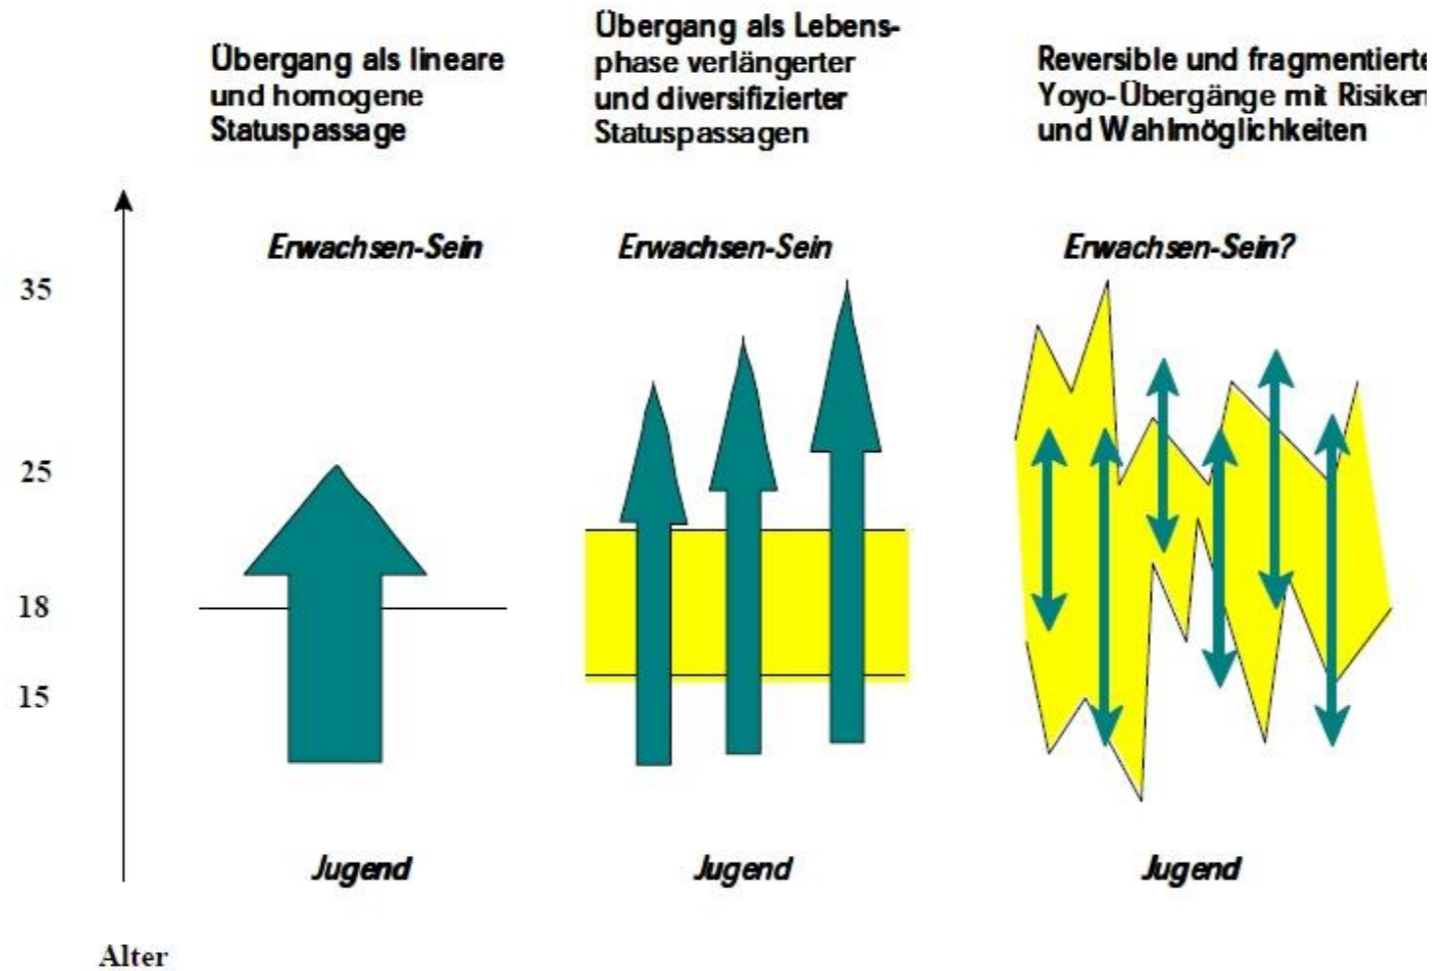 Übergang als lineare
und homogene
Statuspassage
Übergang als Lebens-
phase verlängerter
und diversifizierter
Statuspassagen
Reversible und fragmentierte
Yoyo-Übergänge mit Risiken
und Wahlmöglichkeiten
Erwachsen-Sein
Erwachsen-Sein
Erwachsen-Sein?
35
25
18
15
Jugend
Jugend
Jugend
Alter